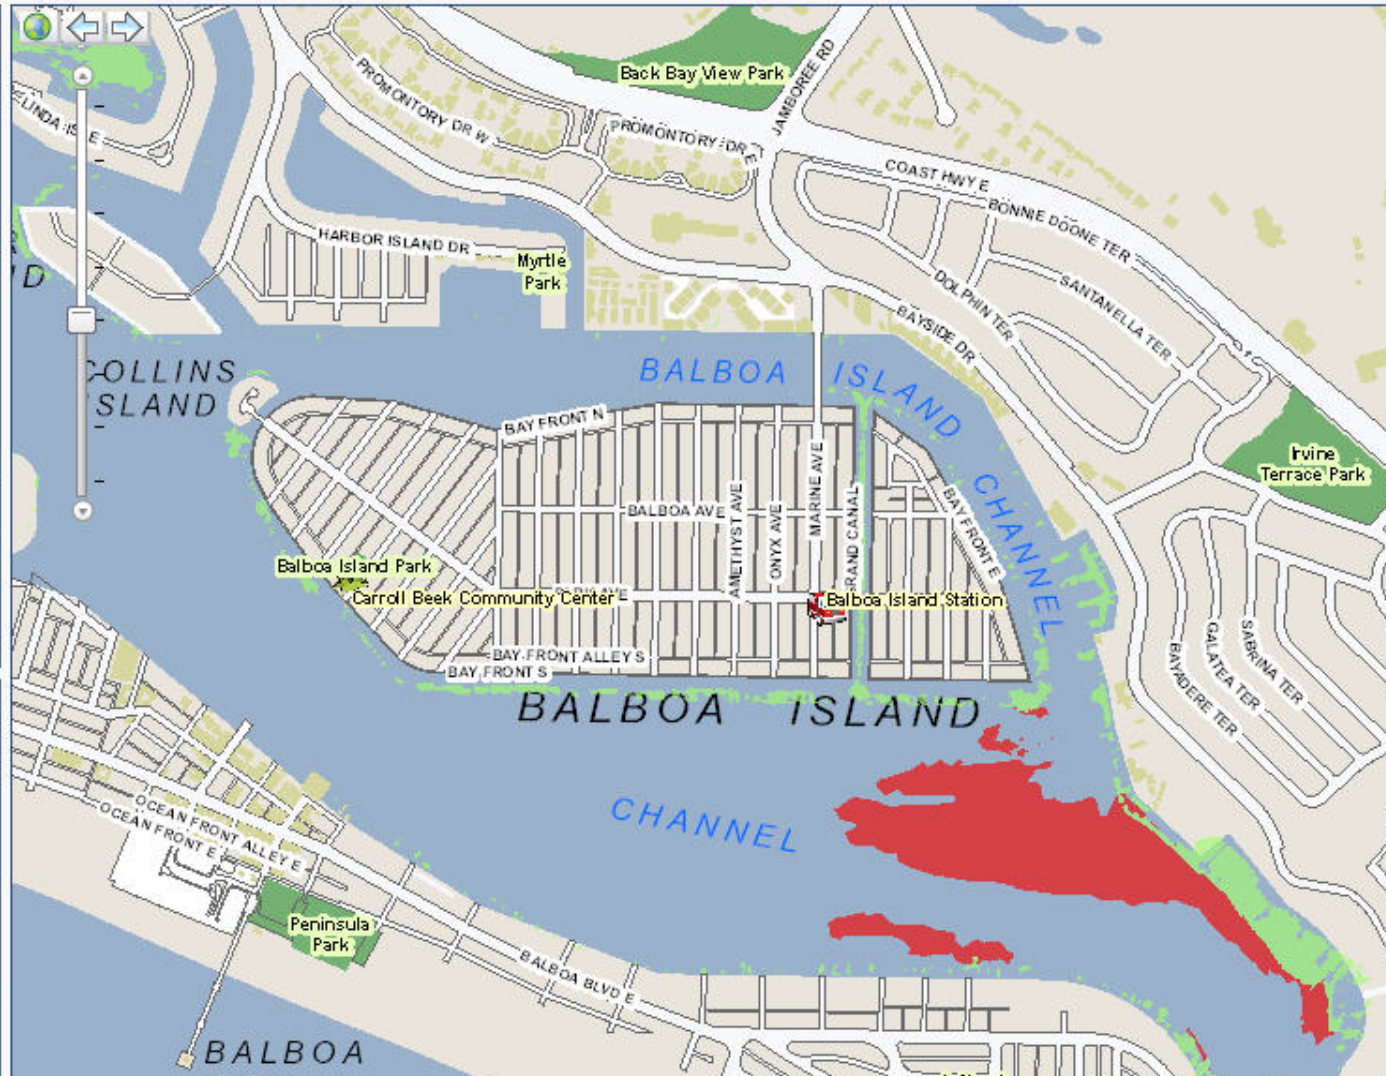 Back Bay View Park
JAMBOREE RD
PROMONTORY DR W
PROMONTORY DR E
LINDA ISLE
COAST HWY E
BONNIE DOONE TER
HARBOR ISLAND DR
Myrtle
Park
SANTANELLA TER
DOLPHIN TER
BAYSIDE DR
COLLINS
ISLAND
BALBOA ISLAND CHANNEL
BAY FRONT N
Irvine
Terrace Park
BALBOA AVE
AMETHYST AVE
ONYX AVE
MARINE AVE
GRAND CANAL
BAY FRONT E
Balboa Island Park
Carroll Beek Community Center
Balboa Island Station
BAY FRONT ALLEY S
BAY FRONT S
BALBOA ISLAND
SABRINA TER
GALATEA TER
BAYADERE TER
CHANNEL
OCEAN FRONT ALLEY E
OCEAN FRONT E
Peninsula
Park
BALBOA BLVD E
BALBOA